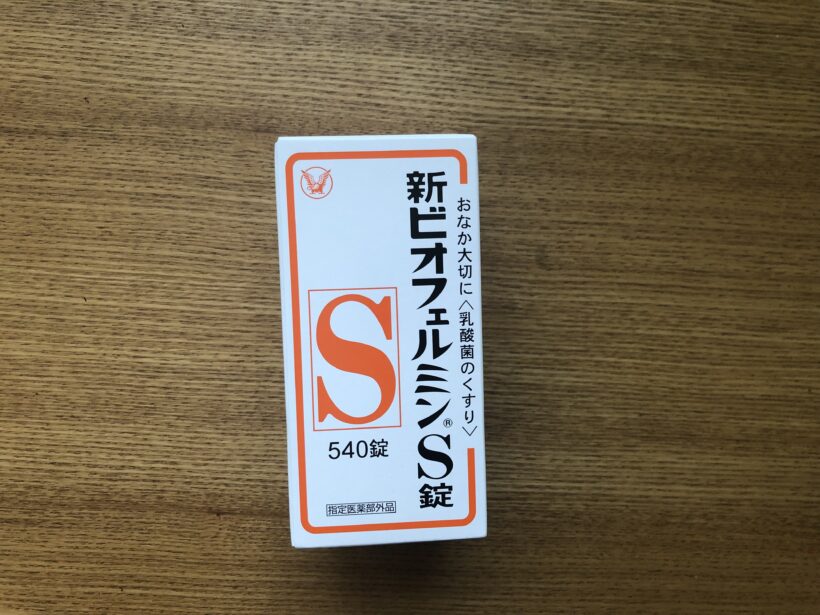 おなか大切に〈乳酸菌のくすり〉
新ビオフェルミン®S錠
S
540錠
指定医薬部外品